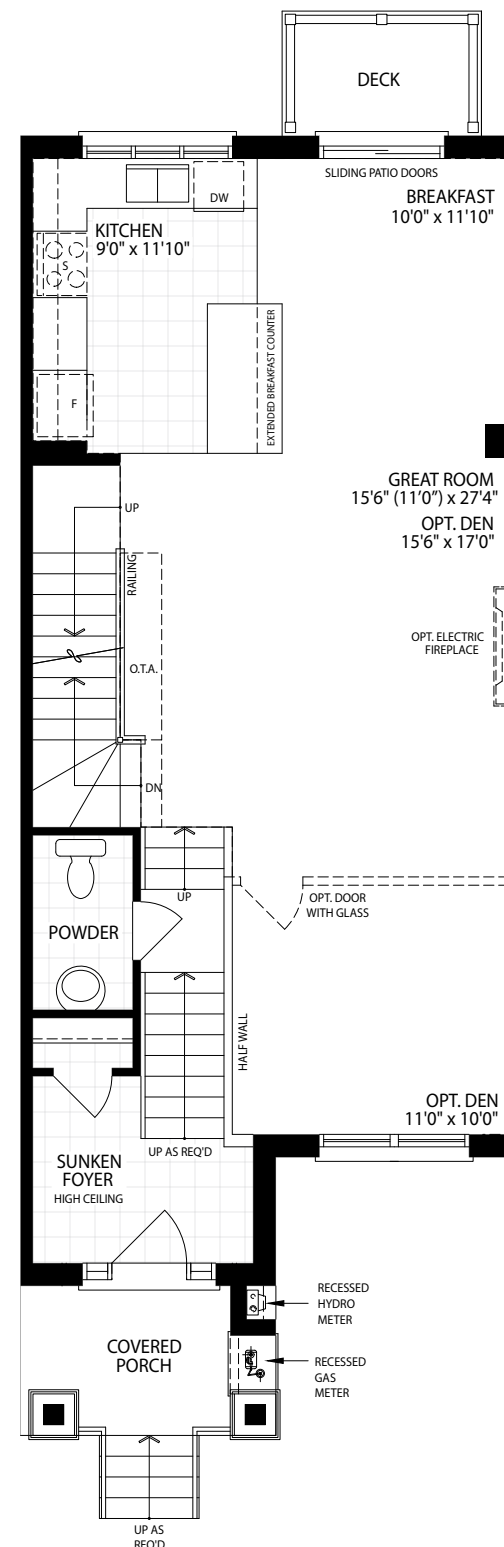 DECK
SLIDING PATIO DOORS
DW
BREAKFAST
10'0" x 11'10"
KITCHEN
9'0" x 11'10"
S
EXTENDED BREAKFAST COUNTER
F
GREAT ROOM
15'6" (11'0") x 27'4"
OPT. DEN
15'6" x 17'0"
UP
RAILING
OPT. ELECTRIC
FIREPLACE
O.T.A.
DN
UP
OPT. DOOR
WITH GLASS
POWDER
HALF WALL
OPT. DEN
11'0" x 10'0"
UP AS REQ'D
SUNKEN
FOYER
HIGH CEILING
RECESSED
HYDRO
METER
COVERED
PORCH
RECESSED
GAS
METER
UP AS
REQ'D